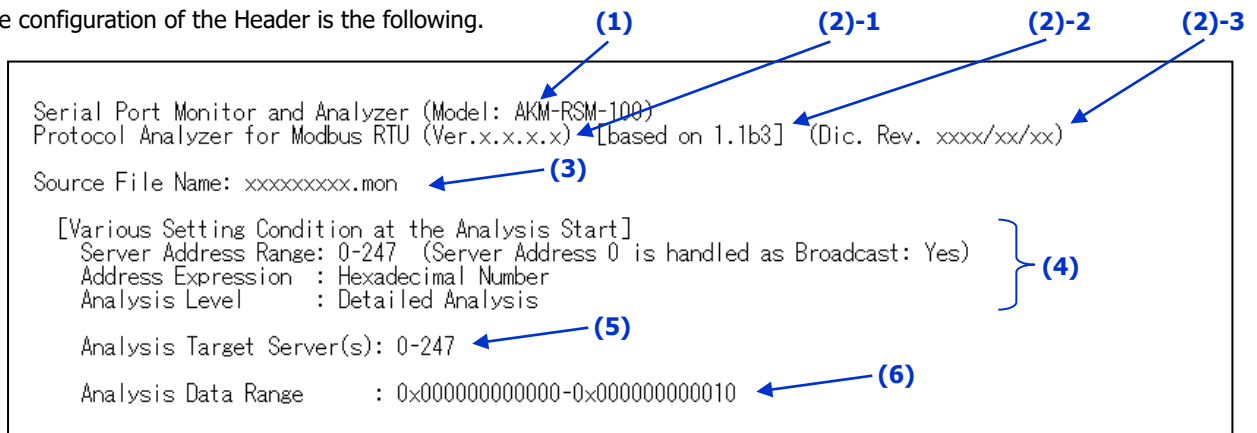 e configuration of the Header is the following.
(1) (2)-1 (2)-2 (2)-3
Serial Port Monitor and Analyzer (Model: AKM-RSM-100)
Protocol Analyzer for Modbus RTU (Ver.x.x.x.x) [based on 1.1b3] (Dic. Rev. xxxx/xx/xx)
Source File Name: xxxxxxxxx.mon (3)
[Various Setting Condition at the Analysis Start]
Server Address Range: 0-247 (Server Address 0 is handled as Broadcast: Yes)
Address Expression : Hexadecimal Number (4)
Analysis Level : Detailed Analysis
(5)
Analysis Target Server(s): 0-247
(6)
Analysis Data Range : 0x000000000000-0x000000000010